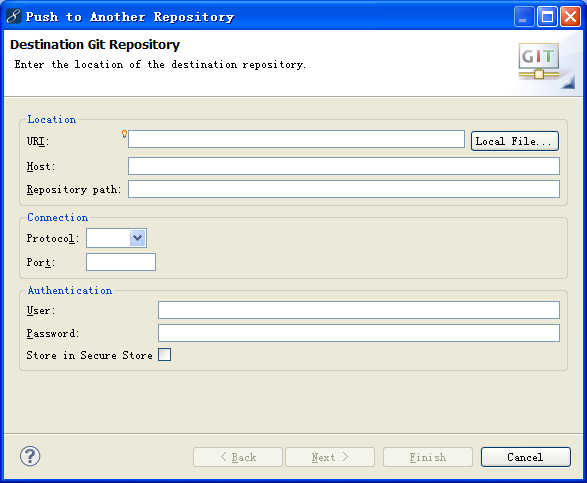 Push to Another Repository
Destination Git Repository
Enter the location of the destination repository.
GIT
Location
URI:
Local File...
Host:
Repository path:
Connection
Protocol:
Port:
Authentication
User:
Password:
Store in Secure Store
?
< Back
Next >
Finish
Cancel